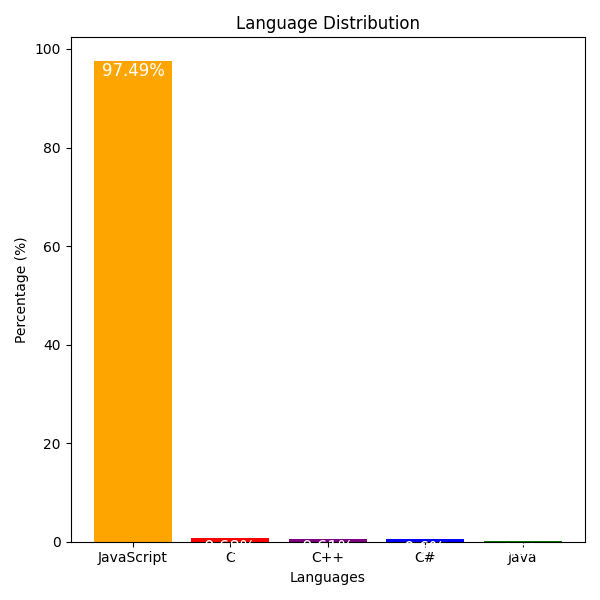 Language Distribution
100
97.49%
80
60
Percentage (%)
40
20
0
JavaScript
C
C++
C#
Java
Languages